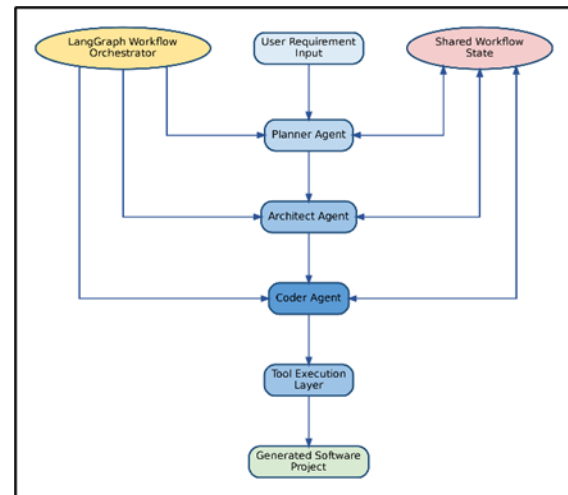 LangGraph Workflow
Orchestrator
User Requirement
Input
Shared Workflow
State
Planner Agent
Architect Agent
Coder Agent
Tool Execution
Layer
Generated Software
Project